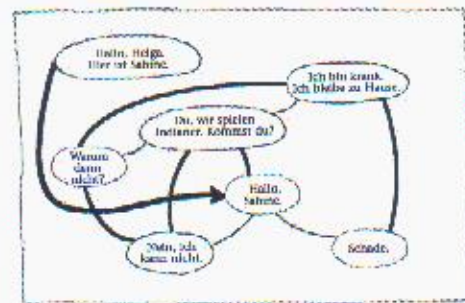 Hallo, Helga.
Hier ist Sabine.
Ich bin krank.
Ich bleibe zu Hause.
Du, wir spielen
Indianer. Kommst du?
Warum
denn
nicht?
Hallo,
Sabine.
Nein, ich
kann nicht.
Schade.